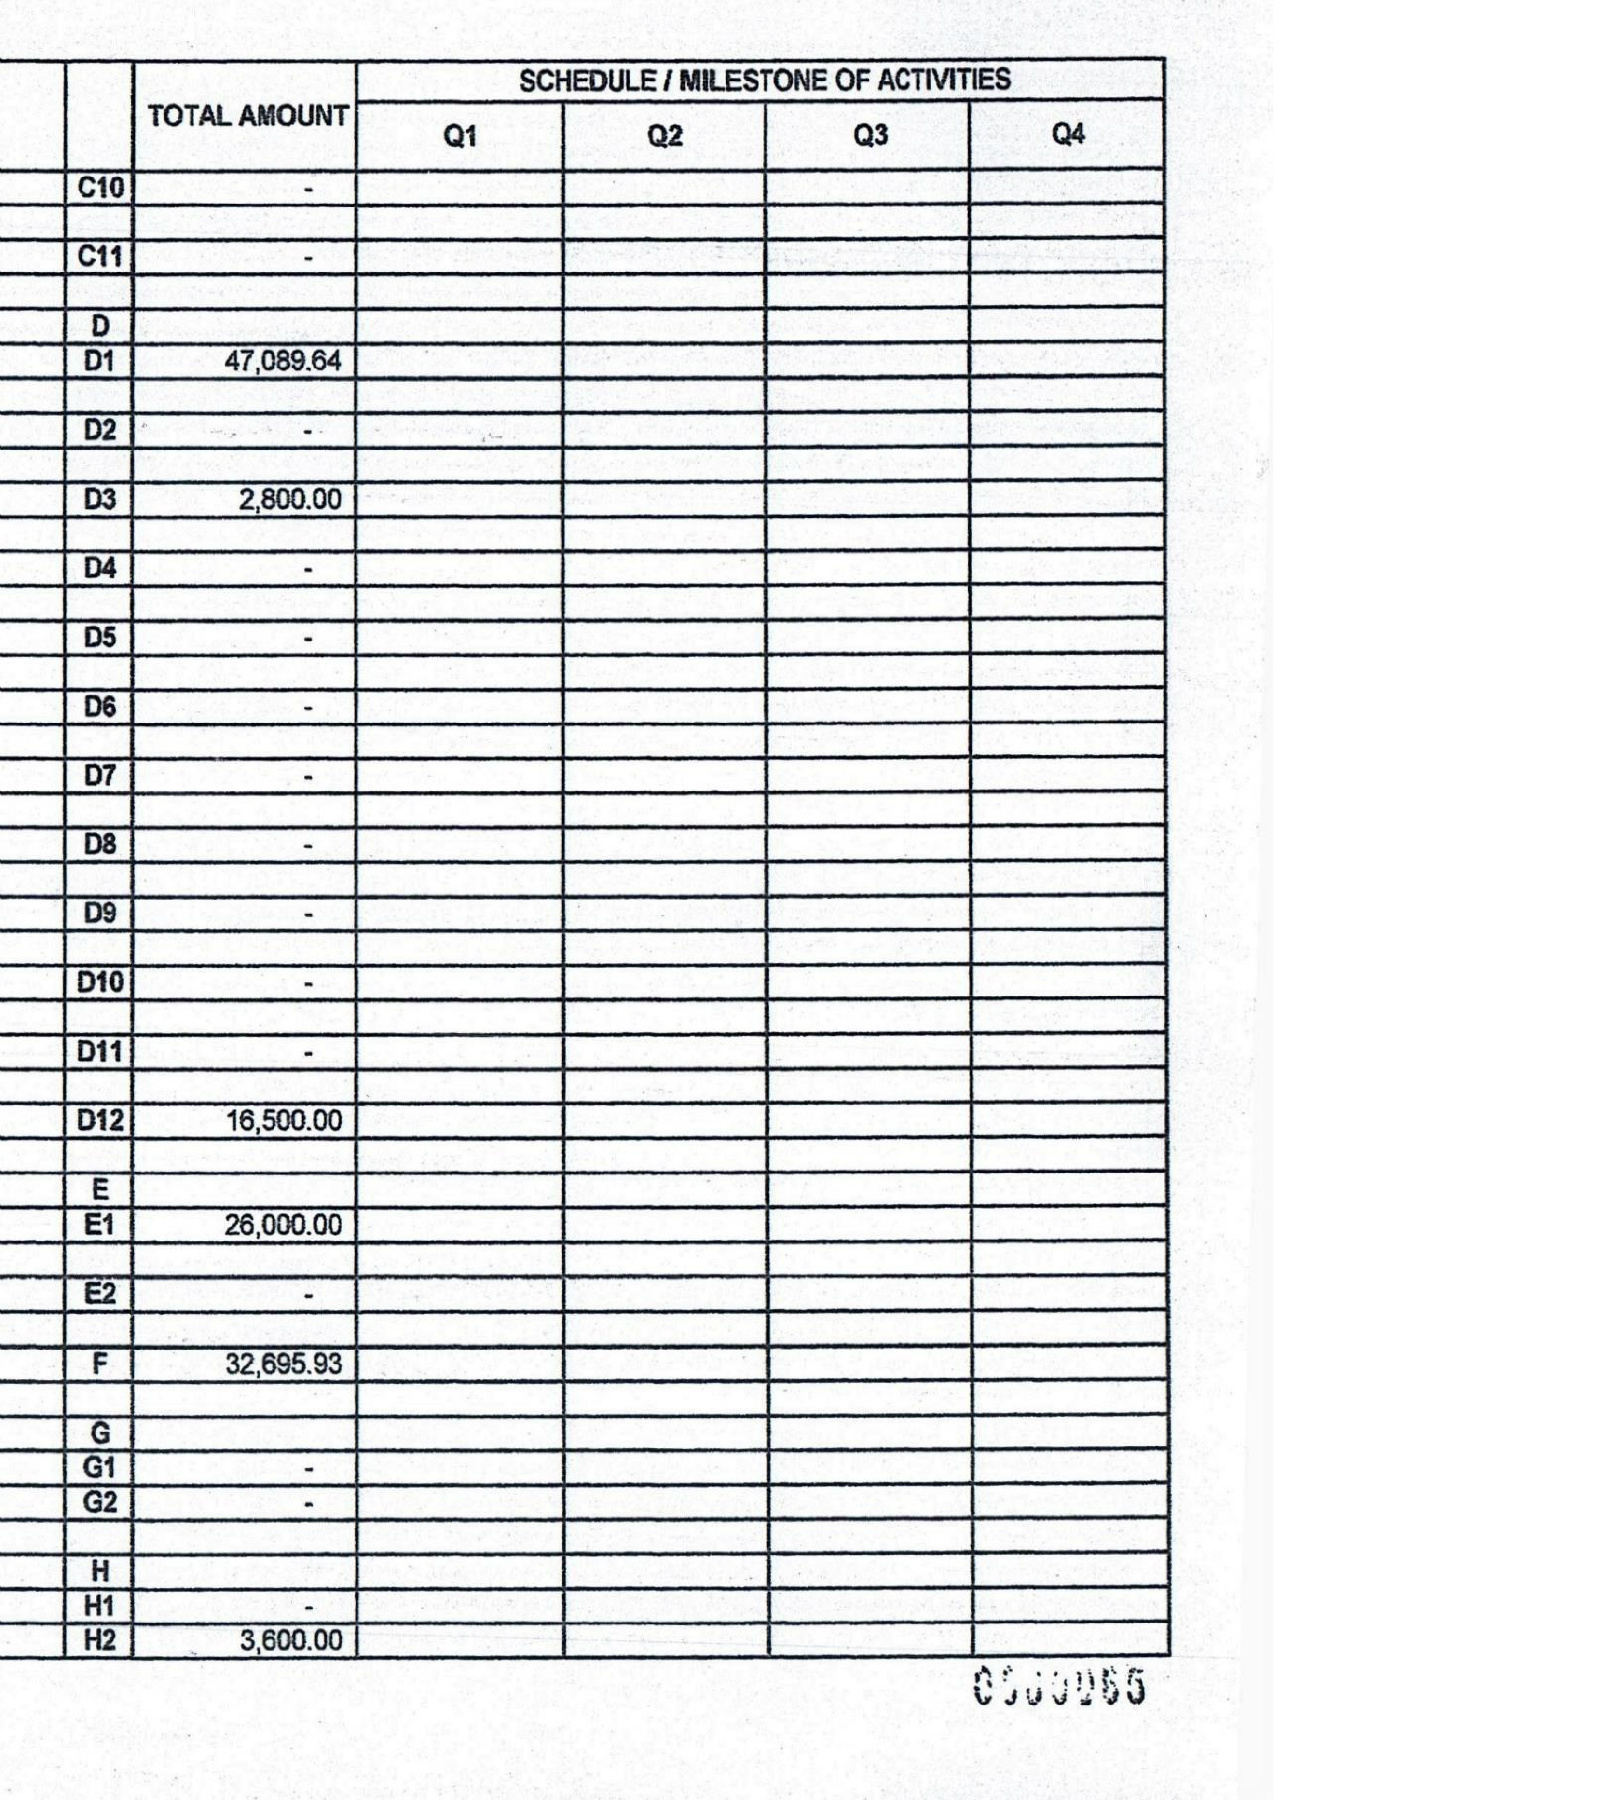 SCHEDULE / MILESTONE OF ACTIVITIES
TOTAL AMOUNT
Q1 Q2 Q3 Q4
C10 -
C11 -
D
D1 47,089.64
D2 -
D3 2,800.00
D4 -
D5 -
D6 -
D7 -
D8 -
D9 -
D10 -
D11 -
D12 16,500.00
E
E1 26,000.00
E2 -
F 32,695.93
G
G1 -
G2 -
H
H1 -
H2 3,600.00